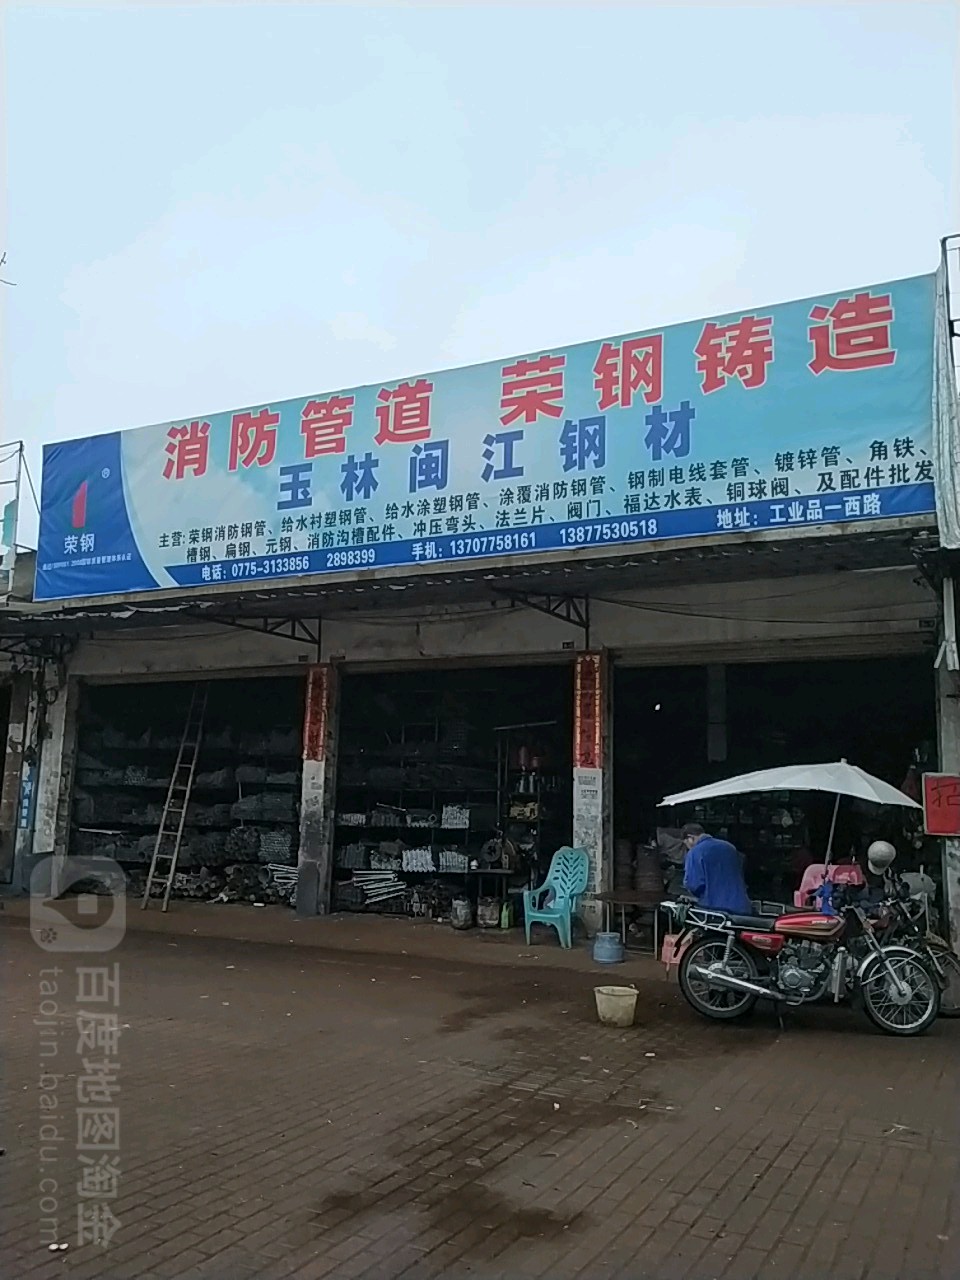 消防管道 荣钢铸造
玉林闽江钢材
主营:荣钢消防钢管、给水衬塑钢管、给水涂塑钢管、涂覆消防钢管、钢制电线套管、镀锌管、角铁、
槽钢、扁钢、元钢、消防沟槽配件、冲压弯头、法兰片、阀门、福达水表、铜球阀、及配件批发
电话:0775-3133856 2898399 手机:13707758161 13877530518 地址:工业品一西路
®
荣钢
招
百度地图淘金
taojin.baidu.com